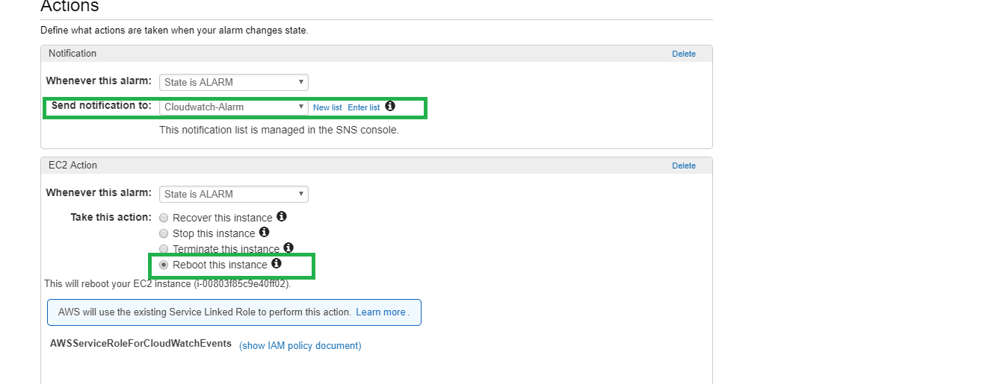 Actions
Define what actions are taken when your alarm changes state.
Notification Delete
Whenever this alarm: State is ALARM
Send notification to: Cloudwatch-Alarm New list Enter list
This notification list is managed in the SNS console.
EC2 Action Delete
Whenever this alarm: State is ALARM
Take this action: Recover this instance
Stop this instance
Terminate this instance
Reboot this instance
This will reboot your EC2 instance (i-00803f85c9e40ff02).
AWS will use the existing Service Linked Role to perform this action. Learn more .
AWSServiceRoleForCloudWatchEvents (show IAM policy document)